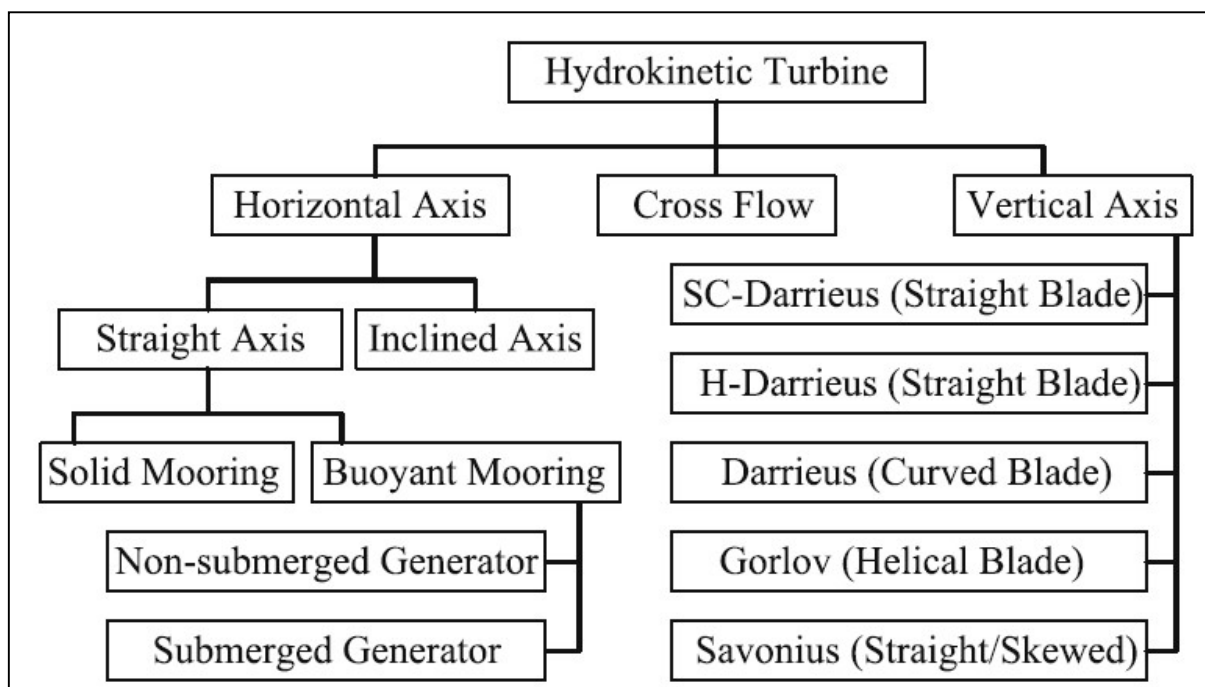 Hydrokinetic Turbine
Horizontal Axis
Cross Flow
Vertical Axis
Straight Axis
Inclined Axis
Solid Mooring
Buoyant Mooring
Non-submerged Generator
Submerged Generator
SC-Darrieus (Straight Blade)
H-Darrieus (Straight Blade)
Darrieus (Curved Blade)
Gorlov (Helical Blade)
Savonius (Straight/Skewed)